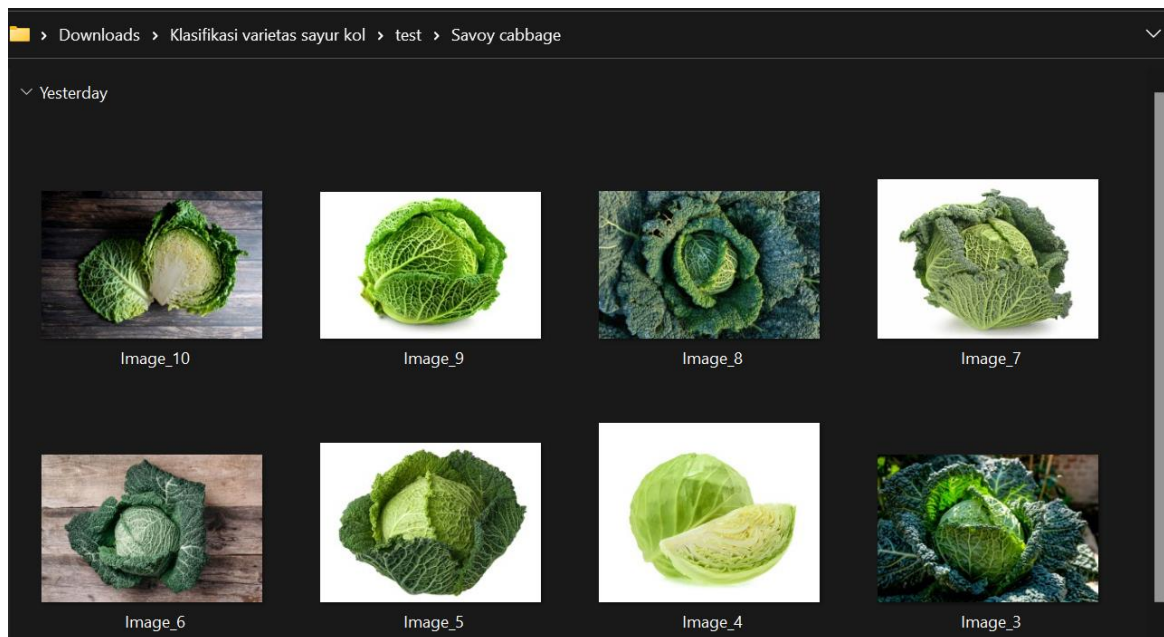 Downloads > Klasifikasi varietas sayur kol > test > Savoy cabbage
Yesterday
Image_10
Image_9
Image_8
Image_7
Image_6
Image_5
Image_4
Image_3